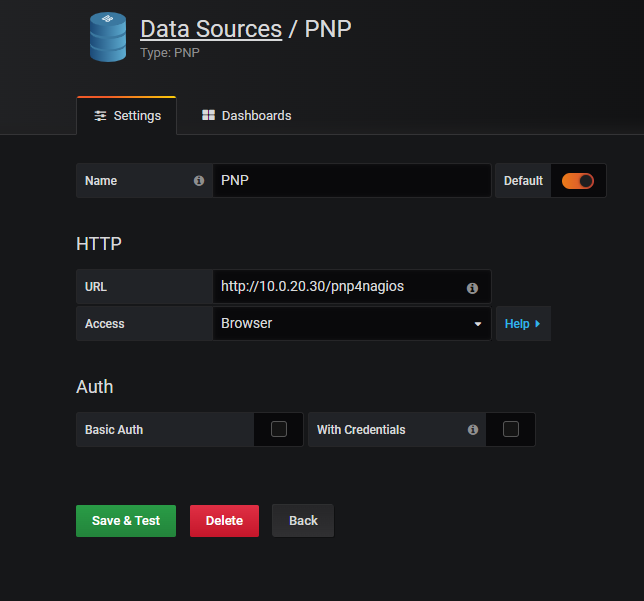 Data Sources / PNP
Type: PNP
Settings
Dashboards
Name
PNP
Default
HTTP
URL
http://10.0.20.30/pnp4nagios
Access
Browser
Help
Auth
Basic Auth
With Credentials
Save & Test
Delete
Back